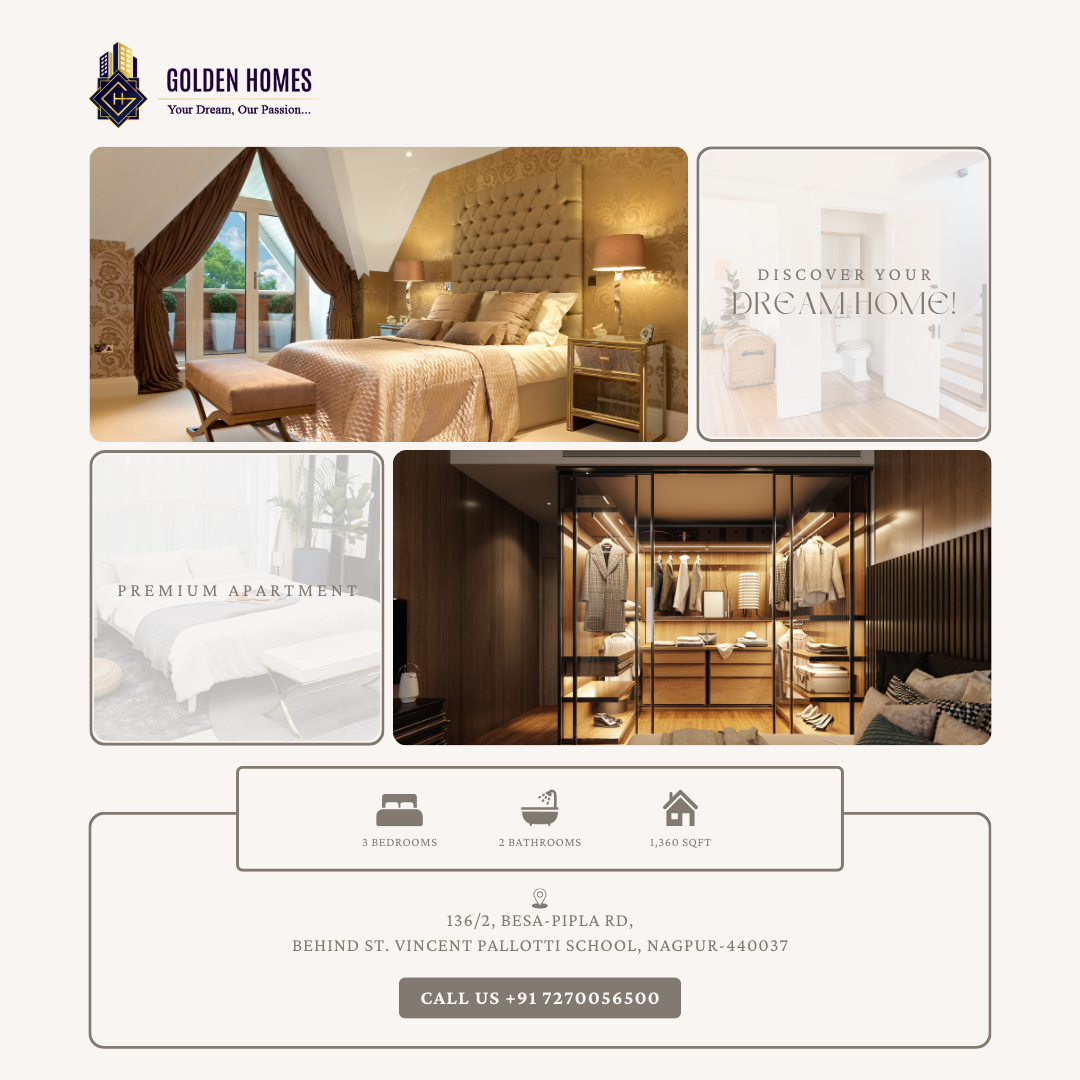 GOLDEN HOMES
Your Dream, Our Passion...
DISCOVER YOUR
DREAM HOME!
PREMIUM APARTMENT
3 BEDROOMS
2 BATHROOMS
1,360 SQFT
136/2, BESA-PIPLA RD,
BEHIND ST. VINCENT PALLOTTI SCHOOL, NAGPUR-440037
CALL US +91 7270056500